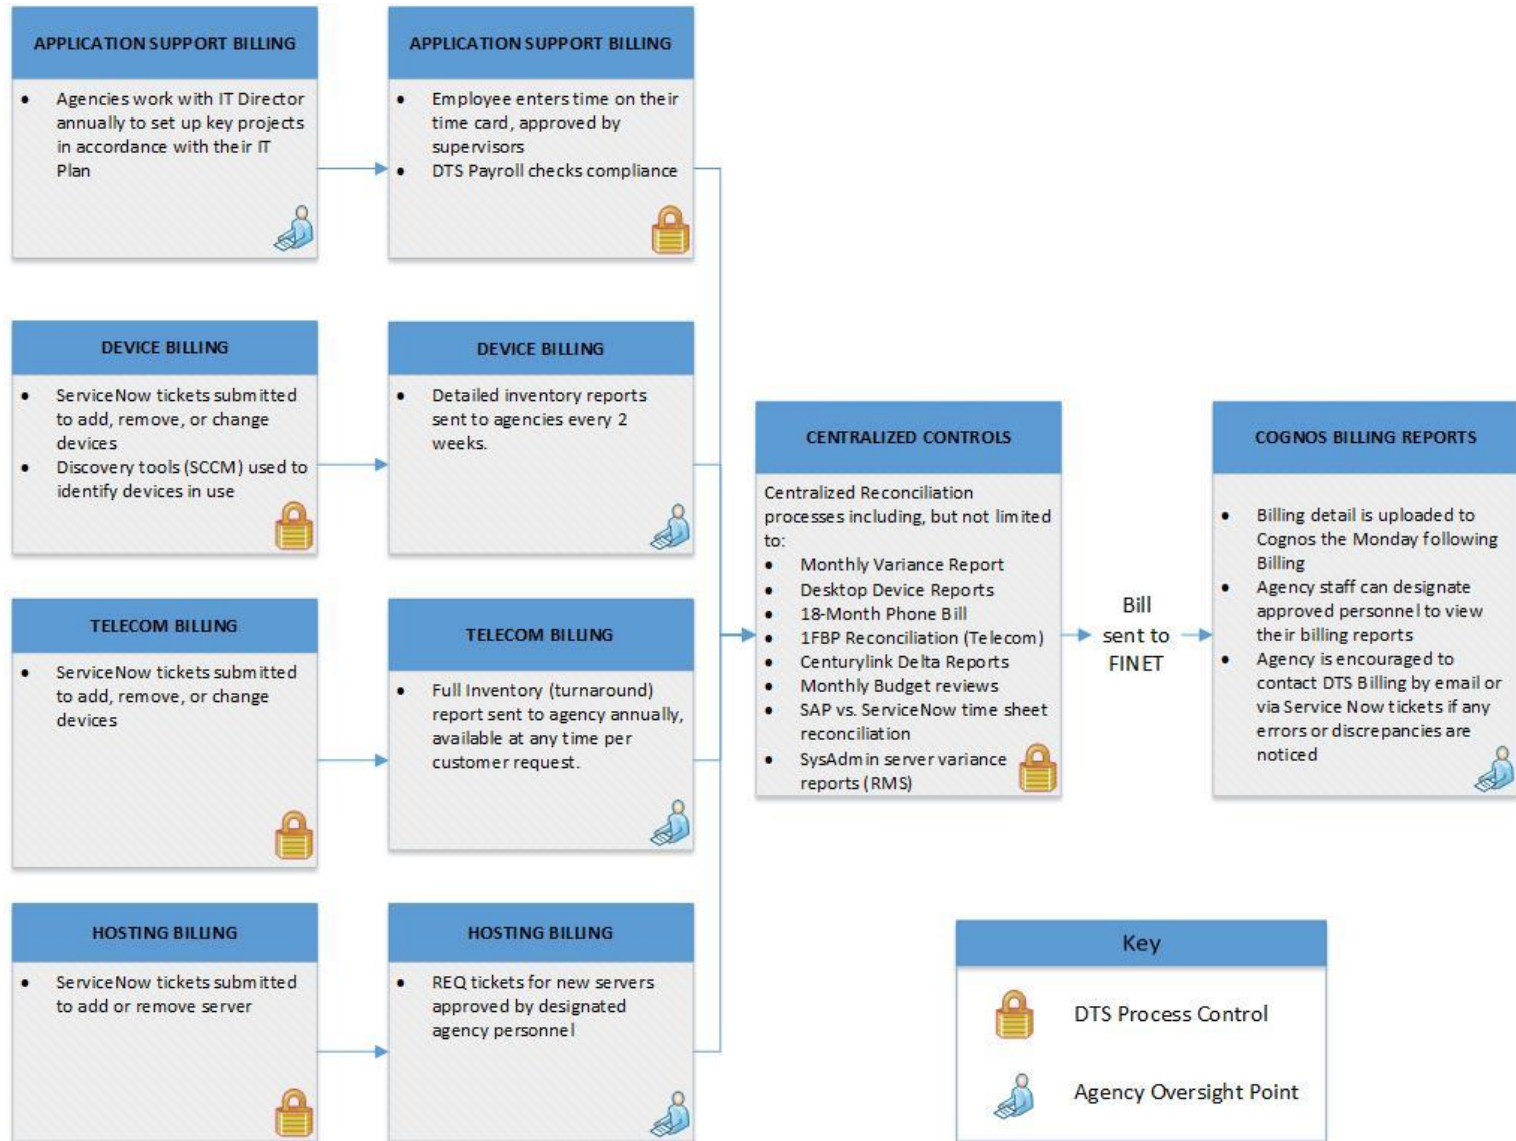 APPLICATION SUPPORT BILLING
• Agencies work with IT Director
annually to set up key projects
in accordance with their IT
Plan
APPLICATION SUPPORT BILLING
• Employee enters time on their
time card, approved by
supervisors
• DTS Payroll checks compliance
DEVICE BILLING
• ServiceNow tickets submitted
to add, remove, or change
devices
• Discovery tools (SCCM) used to
identify devices in use
DEVICE BILLING
• Detailed inventory reports
sent to agencies every 2
weeks.
TELECOM BILLING
• ServiceNow tickets submitted
to add, remove, or change
devices
TELECOM BILLING
• Full Inventory (turnaround)
report sent to agency annually,
available at any time per
customer request.
HOSTING BILLING
• ServiceNow tickets submitted
to add or remove server
HOSTING BILLING
• REQ tickets for new servers
approved by designated
agency personnel
CENTRALIZED CONTROLS
Centralized Reconciliation
processes including, but not limited
to:
• Monthly Variance Report
• Desktop Device Reports
• 18-Month Phone Bill
• 1FBP Reconciliation (Telecom)
• Centurylink Delta Reports
• Monthly Budget reviews
• SAP vs. ServiceNow time sheet
reconciliation
• SysAdmin server variance
reports (RMS)
Bill
sent to
FINET
COGNOS BILLING REPORTS
• Billing detail is uploaded to
Cognos the Monday following
Billing
• Agency staff can designate
approved personnel to view
their billing reports
• Agency is encouraged to
contact DTS Billing by email or
via Service Now tickets if any
errors or discrepancies are
noticed
Key
DTS Process Control
Agency Oversight Point